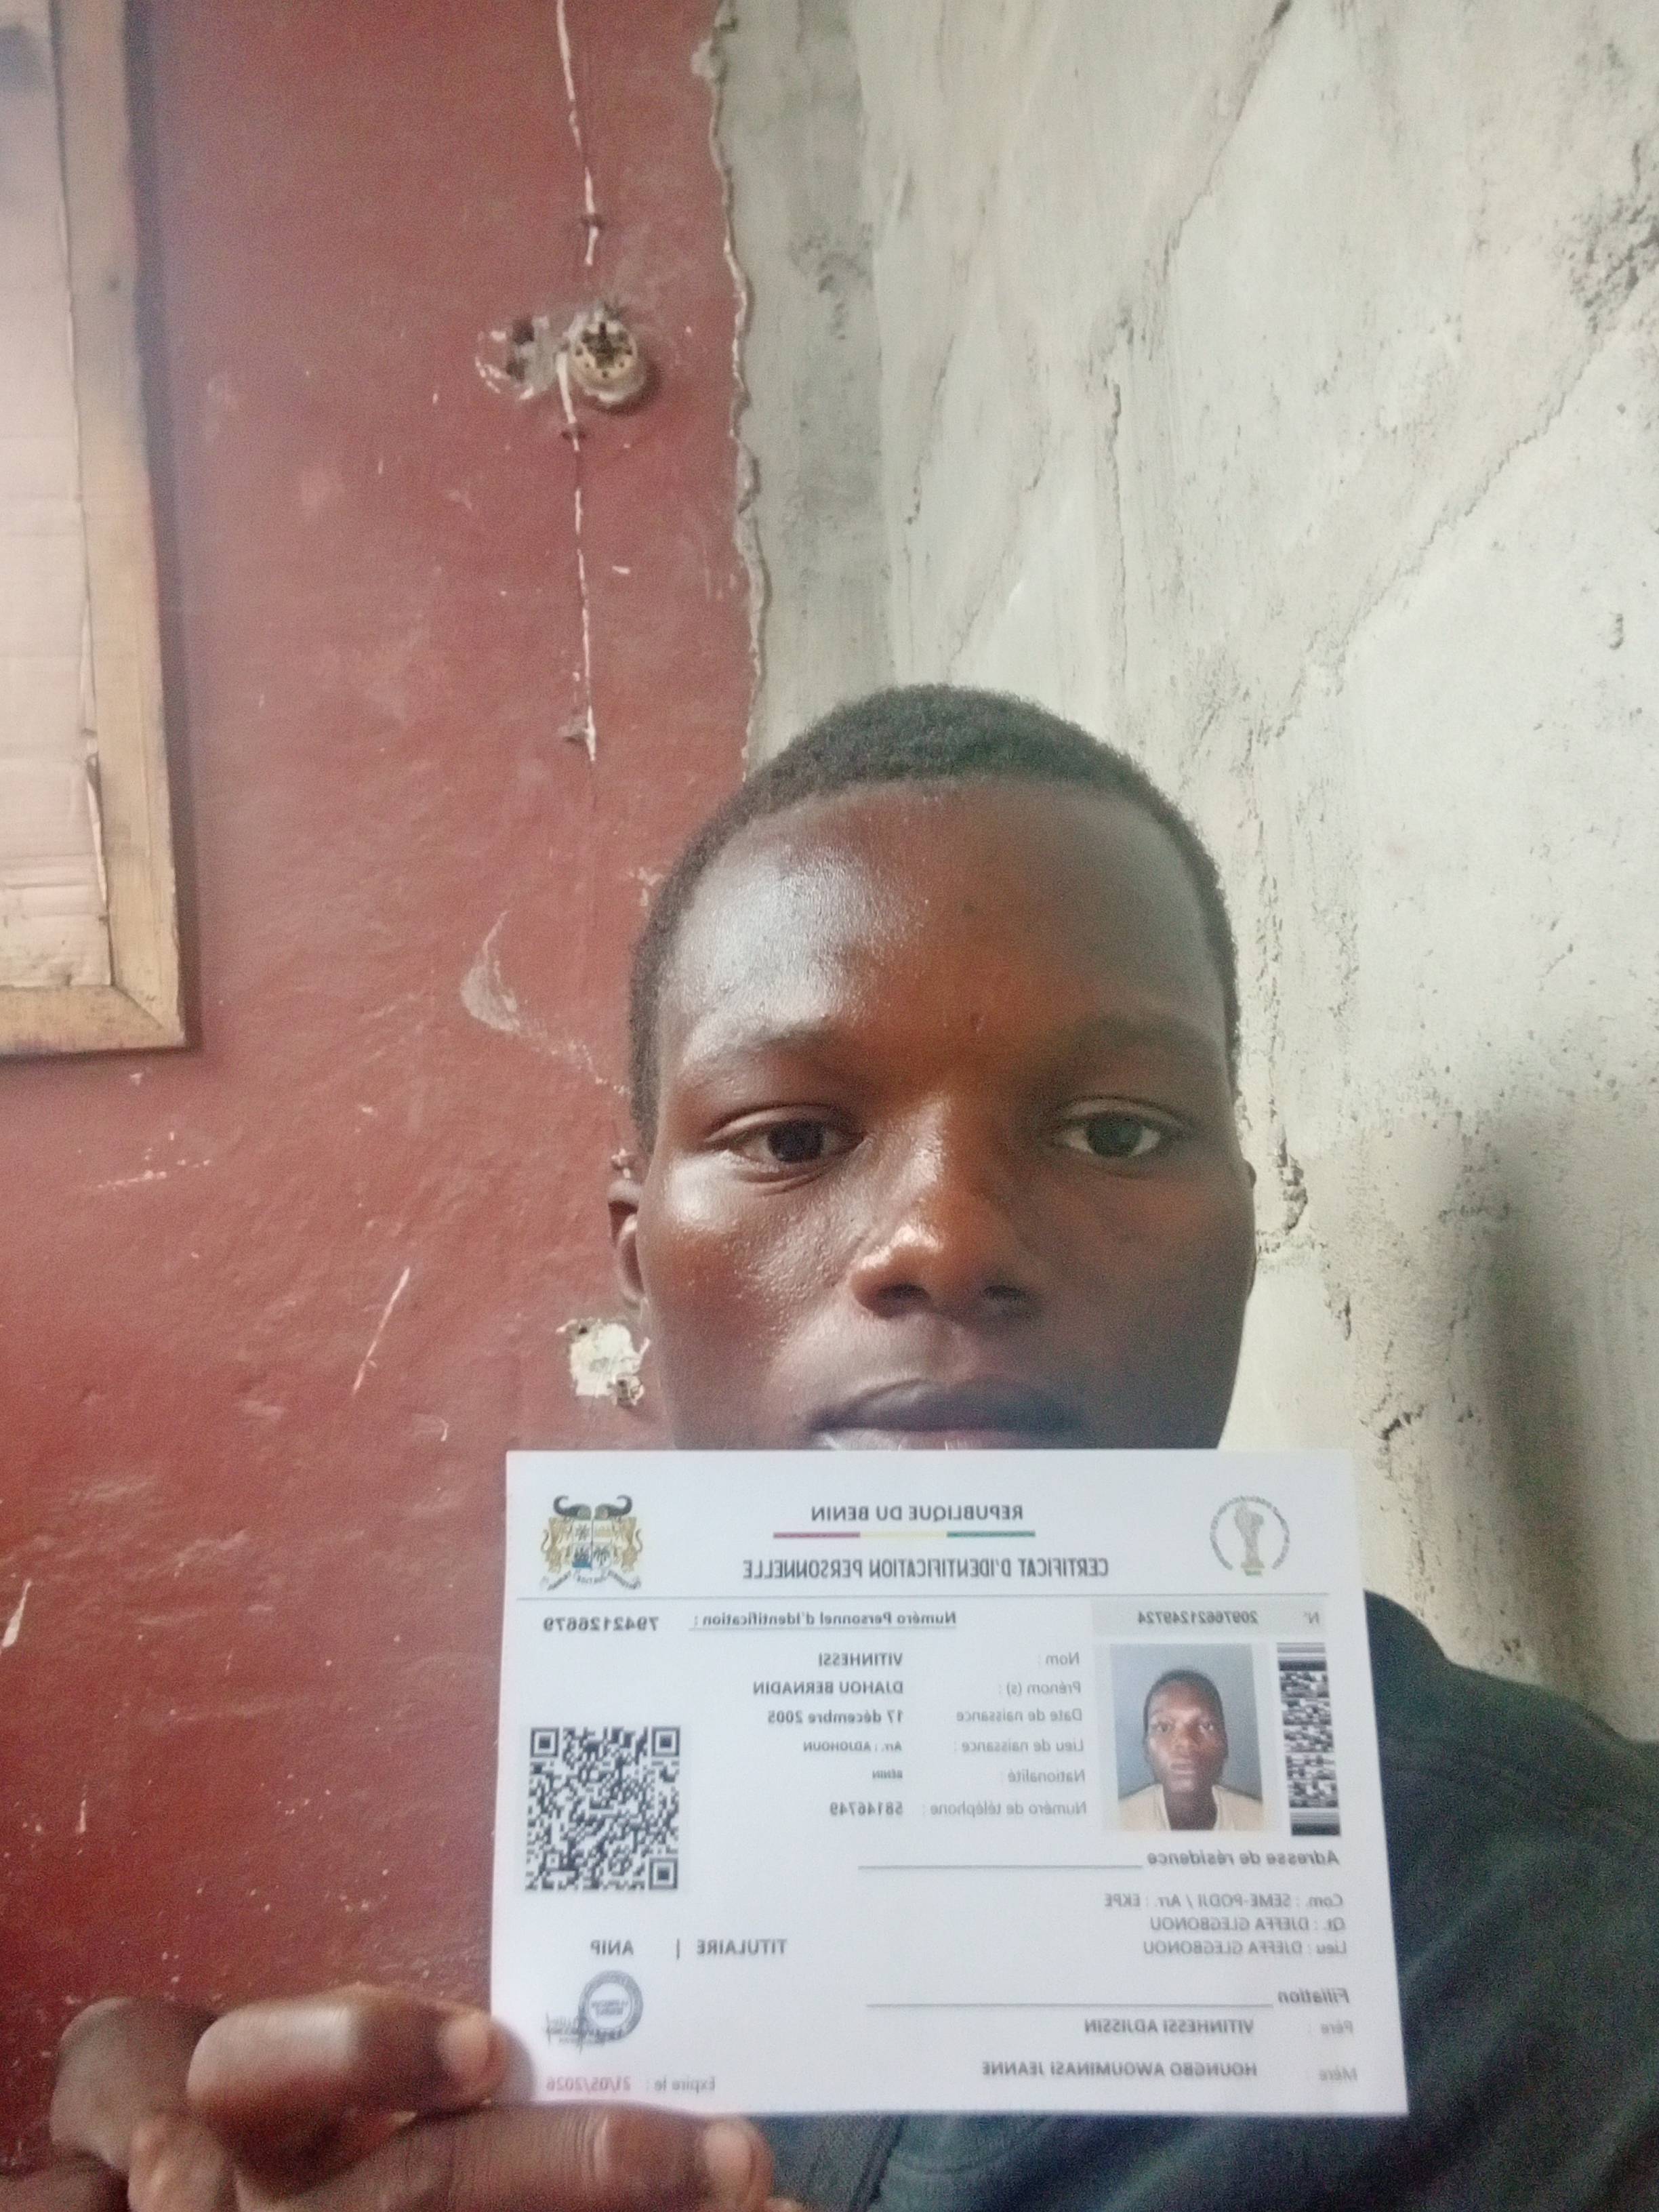 REPUBLIQUE DU BENIN
CERTIFICAT D'IDENTIFICATION PERSONNELLE
N° 20976621249724
Numéro Personnel d'Identification : 7942126679
Nom : VITINHESSI
Prénom (s) : DJAHOU BERNADIN
Date de naissance 17 décembre 2005
Lieu de naissance : Arr. : ADJOHOUN
Nationalité BÉNIN
Numéro de téléphone : 58146749
Adresse de résidence
Com. : SEME-PODJI / Arr. : EKPE
Qt. : DJEFFA GLEGBONOU
Lieu : DJEFFA GLEGBONOU
TITULAIRE | ANIP
Filiation
Père : VITINHESSI ADJISSIN
Mère : HOUNGBO AWOUMINASI JEANNE
Expire le : 21/05/2026